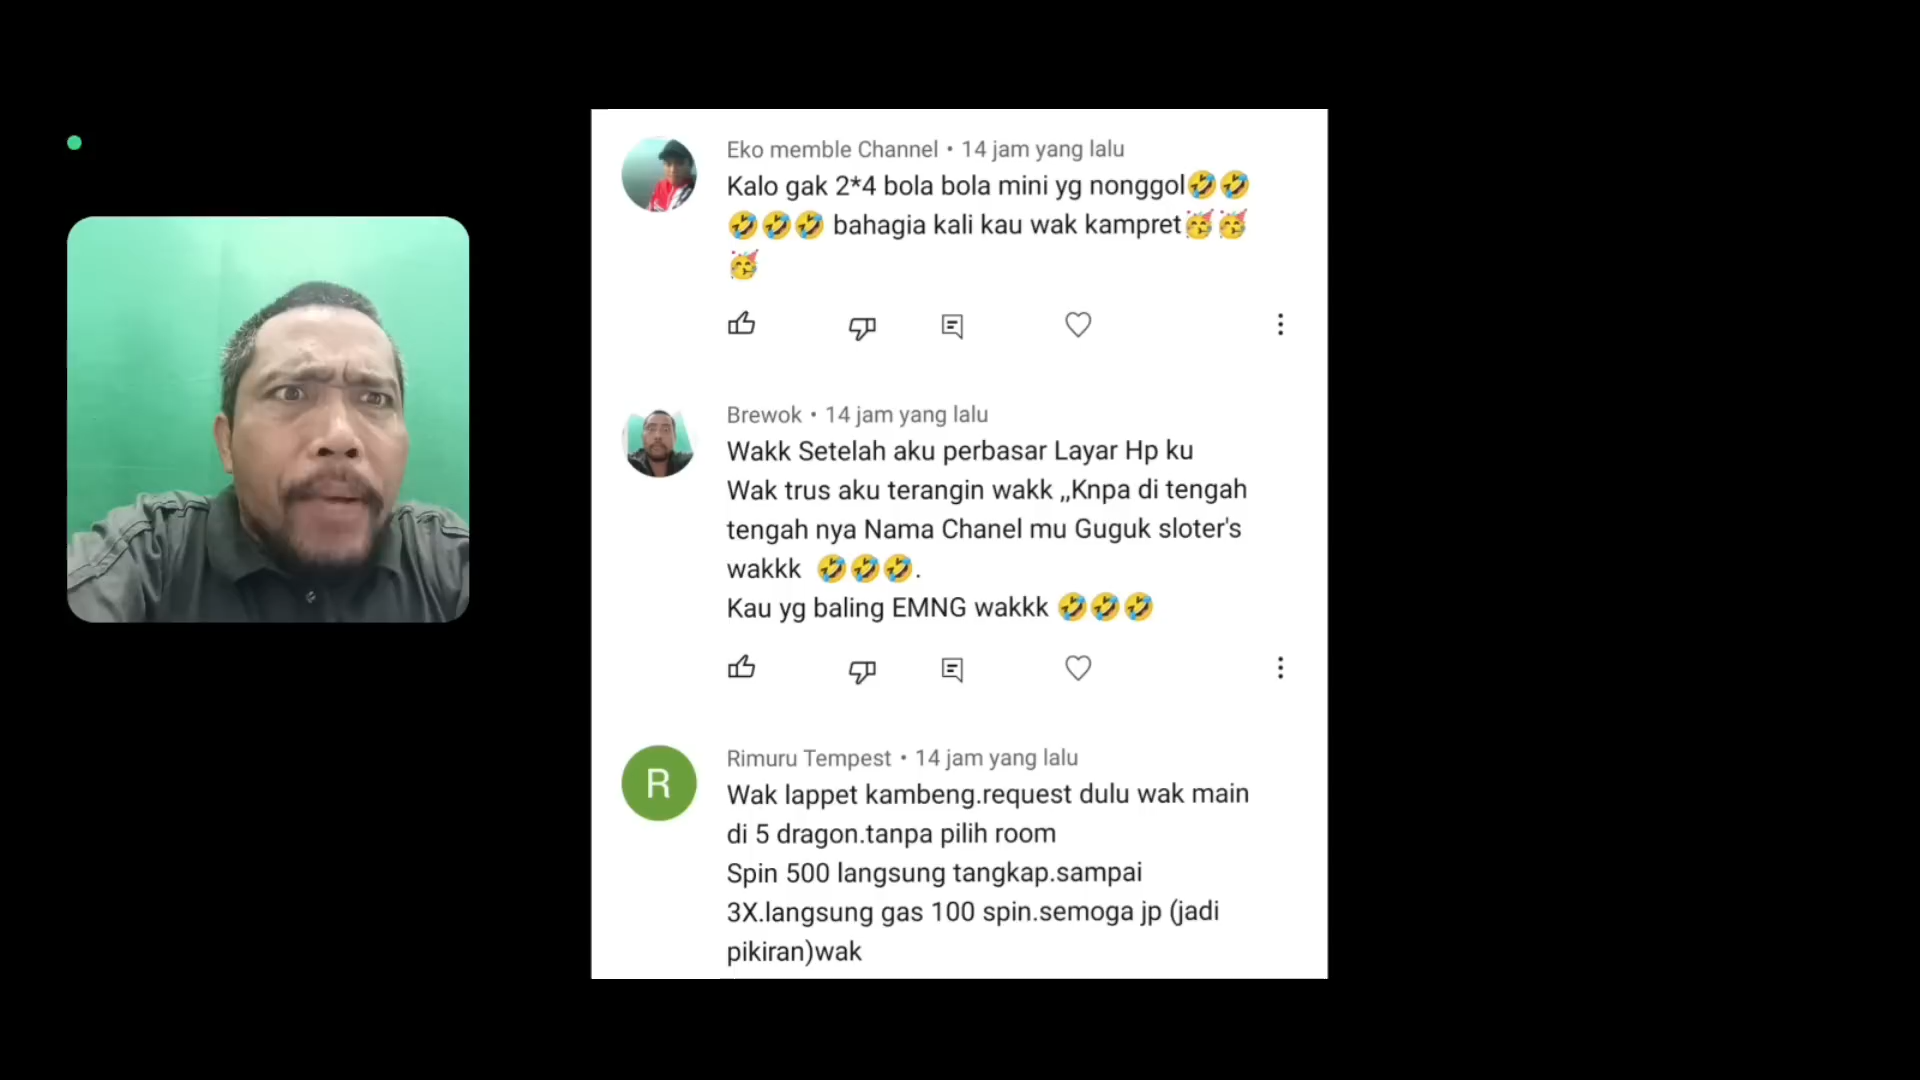 Eko memble Channel • 14 jam yang lalu
Kalo gak 2*4 bola bola mini yg nonggol🤣🤣
🤣🤣🤣 bahagia kali kau wak kampret🥳🥳
🥳
Brewok • 14 jam yang lalu
Wakk Setelah aku perbasar Layar Hp ku
Wak trus aku terangin wakk ,,Knpa di tengah
tengah nya Nama Chanel mu Guguk sloter's
wakkk 🤣🤣🤣.
Kau yg baling EMNG wakkk 🤣🤣🤣
R
Rimuru Tempest • 14 jam yang lalu
Wak lappet kambeng.request dulu wak main
di 5 dragon.tanpa pilih room
Spin 500 langsung tangkap.sampai
3X.langsung gas 100 spin.semoga jp (jadi
pikiran)wak